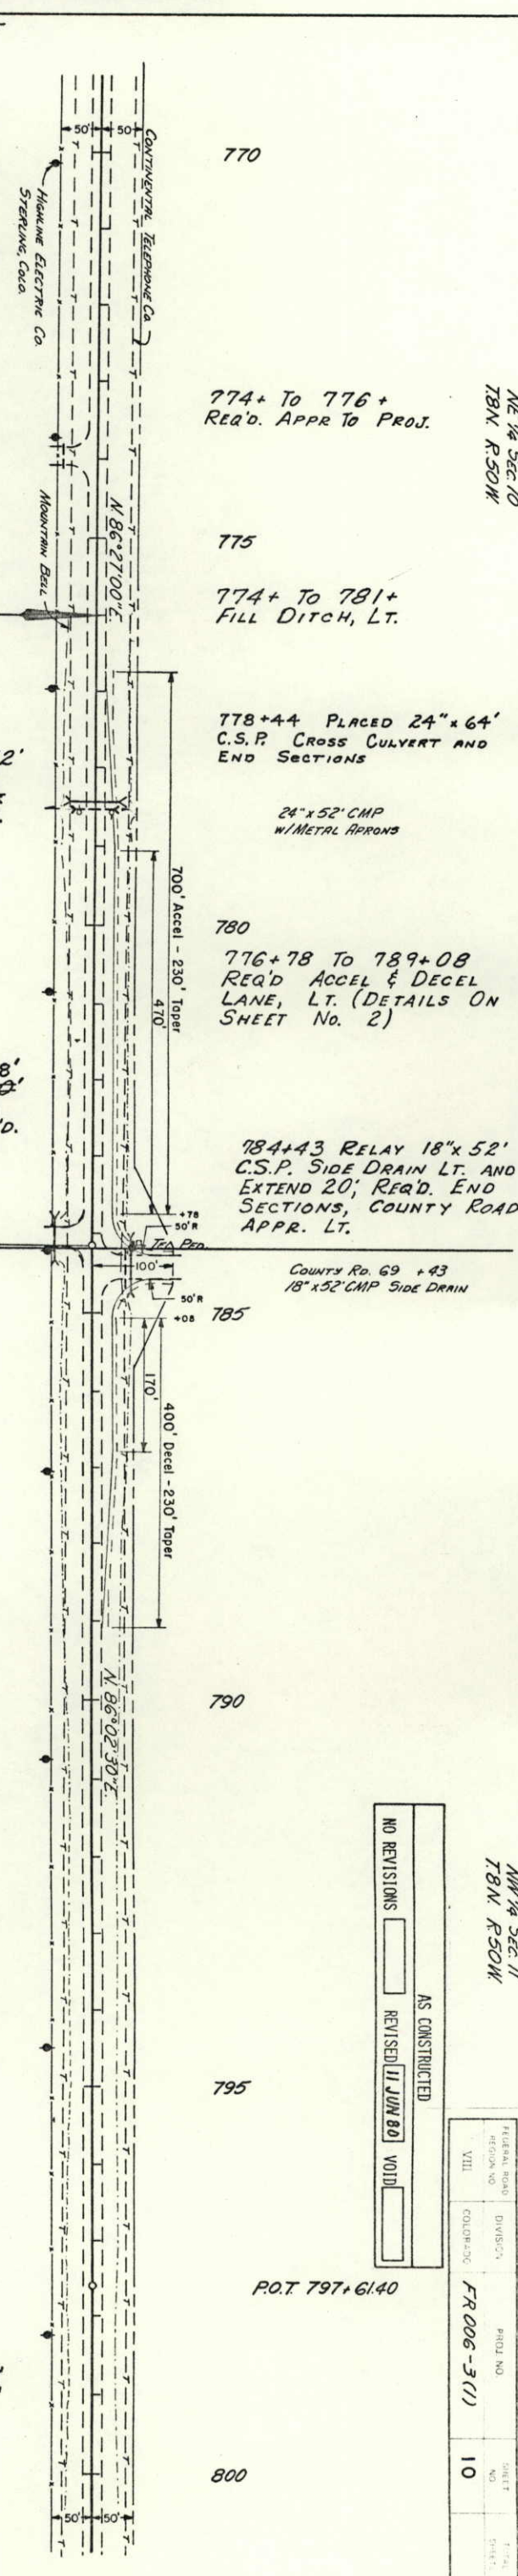 50' 50'
CONTINENTAL TELEPHONE CO.
HIGHLINE ELECTRIC CO.
STERLING, COLO.
770
774+ TO 776+
REQ'D. APPR TO PROJ.
NE 1/4 SEC. 10
T.8N. R.50W.
N 86°27'00"E.
775
MOUNTAIN BELL
774+ TO 781+
FILL DITCH, LT.
778+44 PLACED 24" x 64'
C.S.P. CROSS CULVERT AND
END SECTIONS
2'
24" x 52' CMP
W/METAL APRONS
700' Accel - 230' Taper
470'
780
776+78 TO 789+08
REQ'D ACCEL & DECEL
LANE, LT. (DETAILS ON
SHEET No. 2)
8'
2'
D.
784+43 RELAY 18" x 52'
C.S.P. SIDE DRAIN LT. AND
EXTEND 20', REQ'D. END
SECTIONS, COUNTY ROAD
APPR. LT.
+78
50'R
TEL. PED.
100'
COUNTY RD. 69 +43
18" x 52' CMP SIDE DRAIN
50'R
+08
785
170'
400' Decel - 230' Taper
N. 86°02'30"E.
790
NW 1/4 SEC. 11
T.8N. R.50W.
AS CONSTRUCTED
NO REVISIONS REVISED 11 JUN 80 VOID
795
FEDERAL ROAD REGION NO. DIVISION PROJ. NO. SHEET NO. TOTAL SHEETS
VIII COLORADO FR 006-3(1) 10
P.O.T. 797+61.40
800
50' 50'